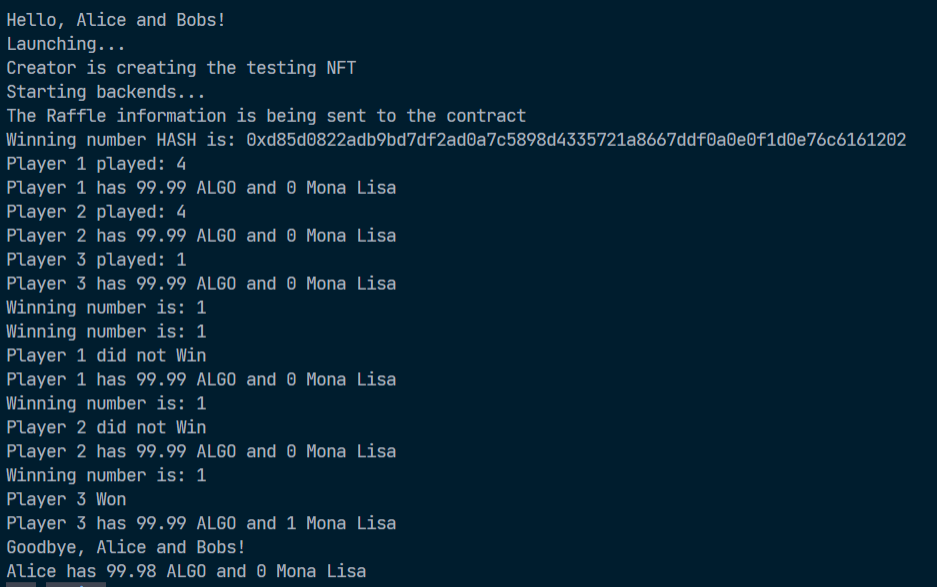 Hello, Alice and Bobs!
Launching...
Creator is creating the testing NFT
Starting backends...
The Raffle information is being sent to the contract
Winning number HASH is: 0xd85d0822adb9bd7df2ad0a7c5898d4335721a8667ddf0a0e0f1d0e76c6161202
Player 1 played: 4
Player 1 has 99.99 ALGO and 0 Mona Lisa
Player 2 played: 4
Player 2 has 99.99 ALGO and 0 Mona Lisa
Player 3 played: 1
Player 3 has 99.99 ALGO and 0 Mona Lisa
Winning number is: 1
Winning number is: 1
Player 1 did not Win
Player 1 has 99.99 ALGO and 0 Mona Lisa
Winning number is: 1
Player 2 did not Win
Player 2 has 99.99 ALGO and 0 Mona Lisa
Winning number is: 1
Player 3 Won
Player 3 has 99.99 ALGO and 1 Mona Lisa
Goodbye, Alice and Bobs!
Alice has 99.98 ALGO and 0 Mona Lisa